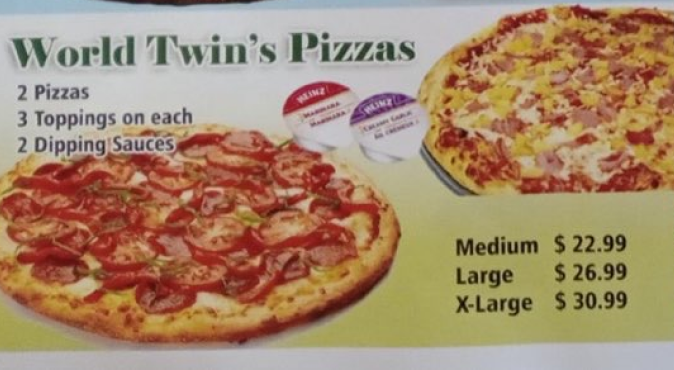 World Twin's Pizzas
2 Pizzas
3 Toppings on each
2 Dipping Sauces
HEINZ
MARINARA
MARINARA
HEINZ
CREAMY GARLIC
Medium $ 22.99
Large $ 26.99
X-Large $ 30.99